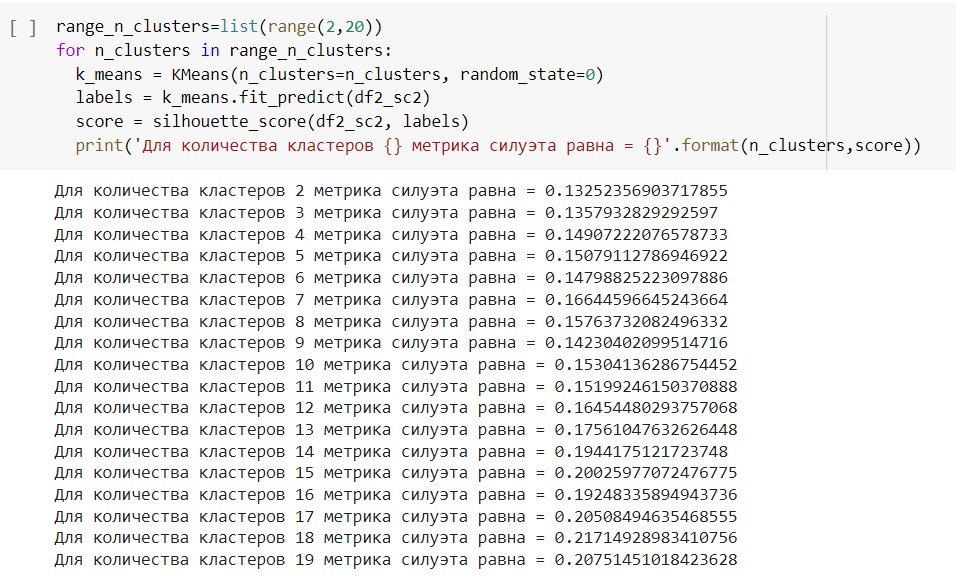 [ ] range_n_clusters=list(range(2,20))
for n_clusters in range_n_clusters:
k_means = KMeans(n_clusters=n_clusters, random_state=0)
labels = k_means.fit_predict(df2_sc2)
score = silhouette_score(df2_sc2, labels)
print('Для количества кластеров {} метрика силуэта равна = {}'.format(n_clusters,score))
Для количества кластеров 2 метрика силуэта равна = 0.13252356903717855
Для количества кластеров 3 метрика силуэта равна = 0.1357932829292597
Для количества кластеров 4 метрика силуэта равна = 0.14907222076578733
Для количества кластеров 5 метрика силуэта равна = 0.15079112786946922
Для количества кластеров 6 метрика силуэта равна = 0.14798825223097886
Для количества кластеров 7 метрика силуэта равна = 0.16644596645243664
Для количества кластеров 8 метрика силуэта равна = 0.15763732082496332
Для количества кластеров 9 метрика силуэта равна = 0.14230402099514716
Для количества кластеров 10 метрика силуэта равна = 0.15304136286754452
Для количества кластеров 11 метрика силуэта равна = 0.15199246150370888
Для количества кластеров 12 метрика силуэта равна = 0.16454480293757068
Для количества кластеров 13 метрика силуэта равна = 0.17561047632626448
Для количества кластеров 14 метрика силуэта равна = 0.1944175121723748
Для количества кластеров 15 метрика силуэта равна = 0.20025977072476775
Для количества кластеров 16 метрика силуэта равна = 0.19248335894943736
Для количества кластеров 17 метрика силуэта равна = 0.20508494635468555
Для количества кластеров 18 метрика силуэта равна = 0.21714928983410756
Для количества кластеров 19 метрика силуэта равна = 0.20751451018423628